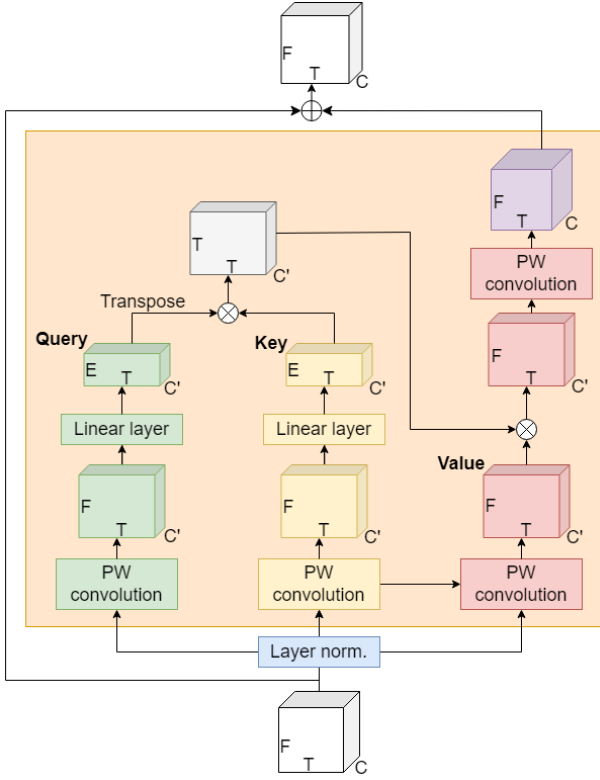 F
T
C
F
T
C
PW
convolution
T
T
C'
Transpose
Query
Key
F
T
C'
E
T
C'
E
T
C'
Linear layer
Linear layer
Value
F
T
C'
F
T
C'
F
T
C'
PW
convolution
PW
convolution
PW
convolution
Layer norm.
F
T
C